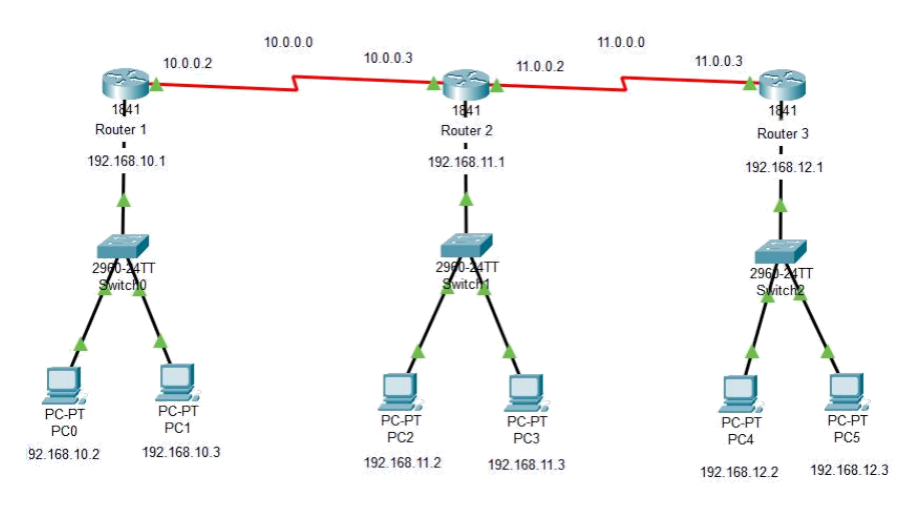 10.0.0.0
11.0.0.0
10.0.0.2
10.0.0.3
11.0.0.2
11.0.0.3
1841
Router 1
192.168.10.1
1841
Router 2
192.168.11.1
1841
Router 3
192.168.12.1
2960-24TT
Switch0
2960-24TT
Switch1
2960-24TT
Switch2
PC-PT
PC0
92.168.10.2
PC-PT
PC1
192.168.10.3
PC-PT
PC2
192.168.11.2
PC-PT
PC3
192.168.11.3
PC-PT
PC4
192.168.12.2
PC-PT
PC5
192.168.12.3